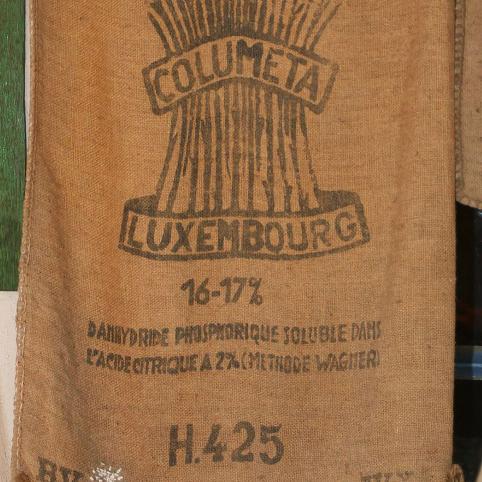 COLUMETA
LUXEMBOURG
16-17%
D'ANHYDRIDE PHOSPHORIQUE SOLUBLE DANS
L'ACIDE CITRIQUE A 2% (METHODE WAGNER)
H.425